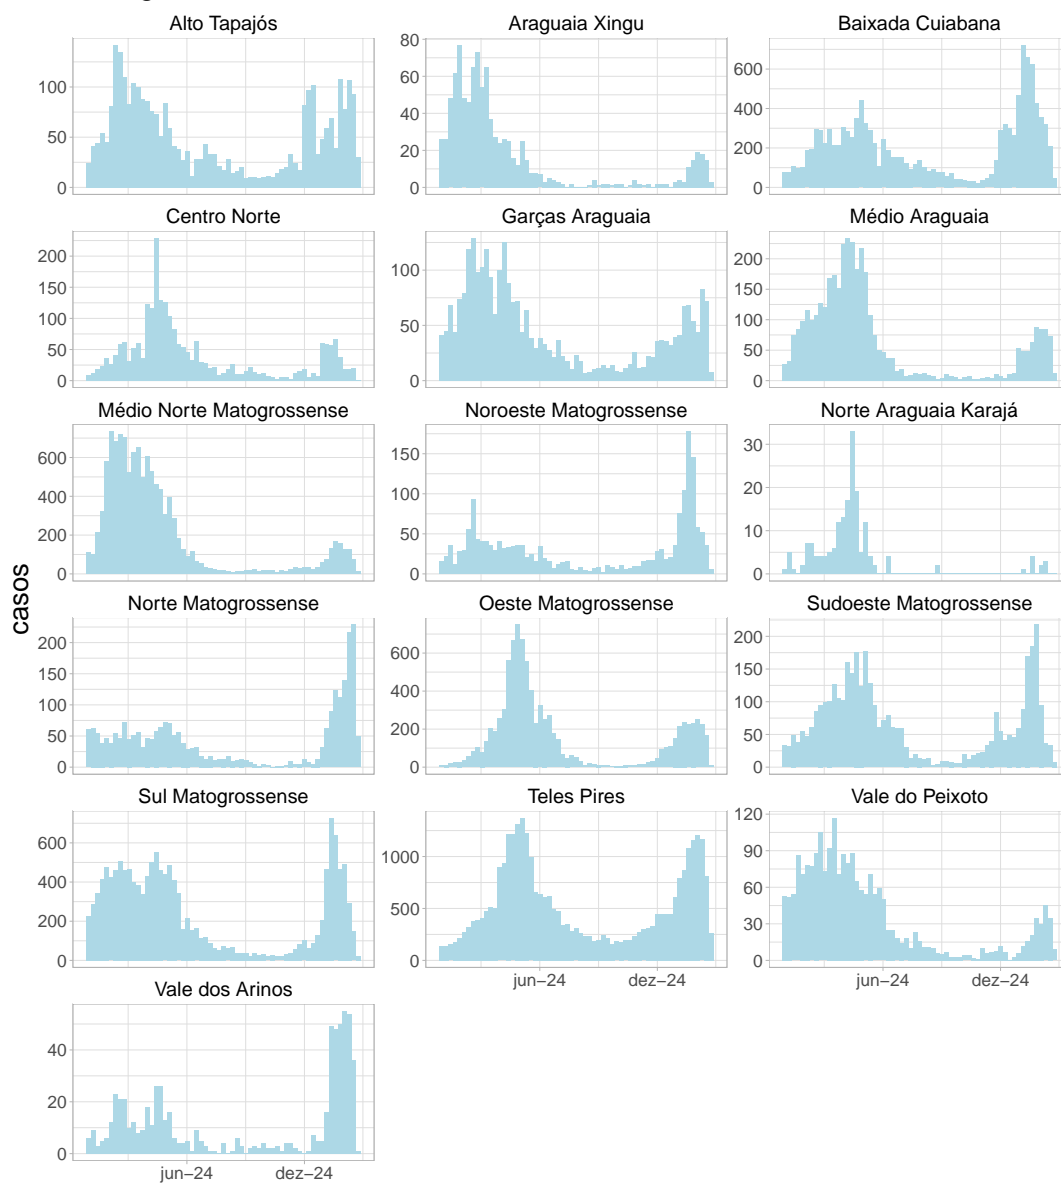 Alto Tapajós
Araguaia Xingu
Baixada Cuiabana
100
50
0
80
60
40
20
0
600
400
200
0
Centro Norte
Garças Araguaia
Médio Araguaia
200
150
100
50
0
100
50
0
200
150
100
50
0
Médio Norte Matogrossense
Noroeste Matogrossense
Norte Araguaia Karajá
600
400
200
0
150
100
50
0
30
20
10
0
casos
Norte Matogrossense
Oeste Matogrossense
Sudoeste Matogrossense
200
150
100
50
0
600
400
200
0
200
150
100
50
0
Sul Matogrossense
Teles Pires
Vale do Peixoto
600
400
200
0
1000
500
0
120
90
60
30
0
jun−24
dez−24
jun−24
dez−24
Vale dos Arinos
40
20
0
jun−24
dez−24